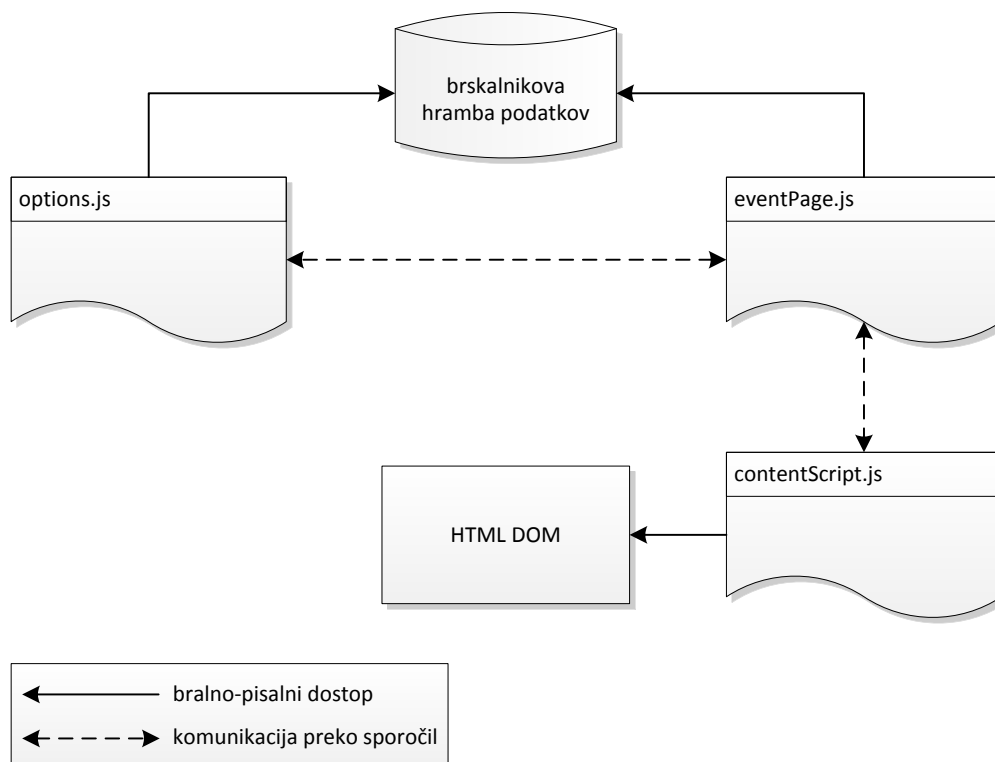 brskalnikova
hramba podatkov
options.js
eventPage.js
contentScript.js
HTML DOM
bralno-pisalni dostop
komunikacija preko sporočil